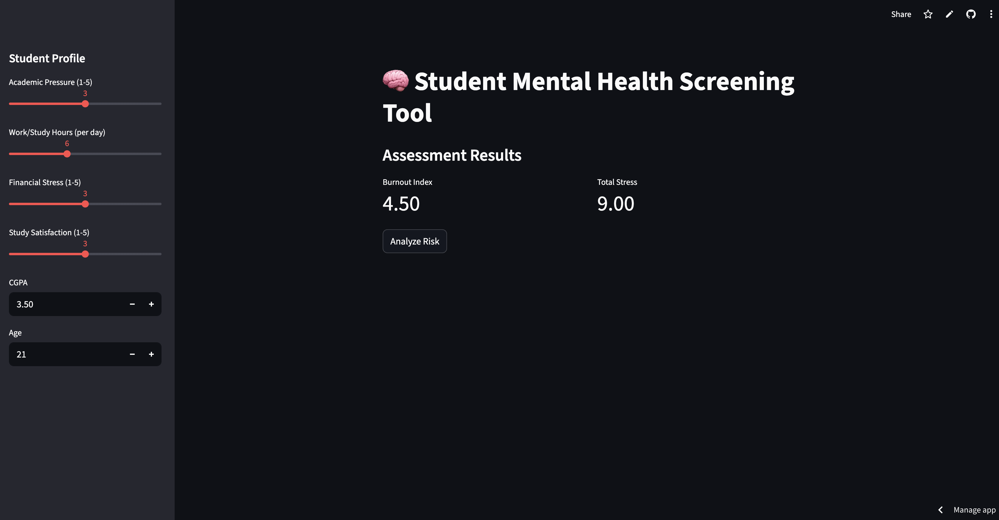 Share
Student Profile
Academic Pressure (1-5)
3
Work/Study Hours (per day)
6
Financial Stress (1-5)
3
Study Satisfaction (1-5)
3
CGPA
3.50
Age
21
🧠 Student Mental Health Screening
Tool
Assessment Results
Burnout Index
4.50
Total Stress
9.00
Analyze Risk
Manage app